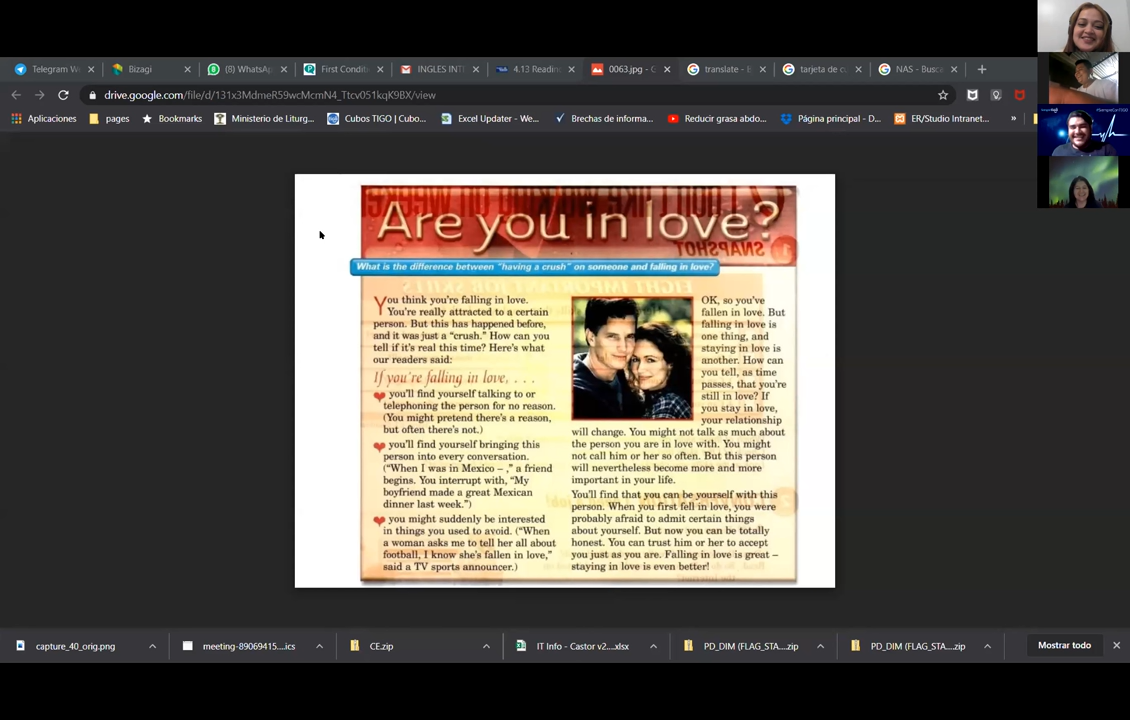 Telegram We
Bizagi
(8) WhatsAp
First Condit
INGLES INT
4.13 Readin
0063.jpg - G
translate - B
tarjeta de cu
NAS - Busca
drive.google.com/file/d/131x3MdmeR59wcMcmN4_Ttcv051kqK9BX/view
Aplicaciones
pages
Bookmarks
Ministerio de Liturg...
Cubos TIGO | Cubo...
Excel Updater - We...
Brechas de informa...
Reducir grasa abdo...
Página principal - D...
ER/Studio Intranet...
»
Are you in love?
SNAPSHOT
What is the difference between "having a crush" on someone and falling in love?
You think you're falling in love.
You're really attracted to a certain
person. But this has happened before,
and it was just a "crush." How can you
tell if it's real this time? Here's what
our readers said:
If you're falling in love, . . .
you'll find yourself talking to or
telephoning the person for no reason.
(You might pretend there's a reason,
but often there's not.)
you'll find yourself bringing this
person into every conversation.
("When I was in Mexico – ," a friend
begins. You interrupt with, "My
boyfriend made a great Mexican
dinner last week.")
you might suddenly be interested
in things you used to avoid. ("When
a woman asks me to tell her all about
football, I know she's fallen in love,"
said a TV sports announcer.)
OK, so you've
fallen in love. But
falling in love is
one thing, and
staying in love is
another. How can
you tell, as time
passes, that you're
still in love? If
you stay in love,
your relationship
will change. You might not talk as much about
the person you are in love with. You might
not call him or her so often. But this person
will nevertheless become more and more
important in your life.
You'll find that you can be yourself with this
person. When you first fell in love, you were
probably afraid to admit certain things
about yourself. But now you can be totally
honest. You can trust him or her to accept
you just as you are. Falling in love is great –
staying in love is even better!
capture_40_orig.png
meeting-89069415....ics
CE.zip
IT Info - Castor v2....xlsx
PD_DIM (FLAG_STA....zip
PD_DIM (FLAG_STA....zip
Mostrar todo